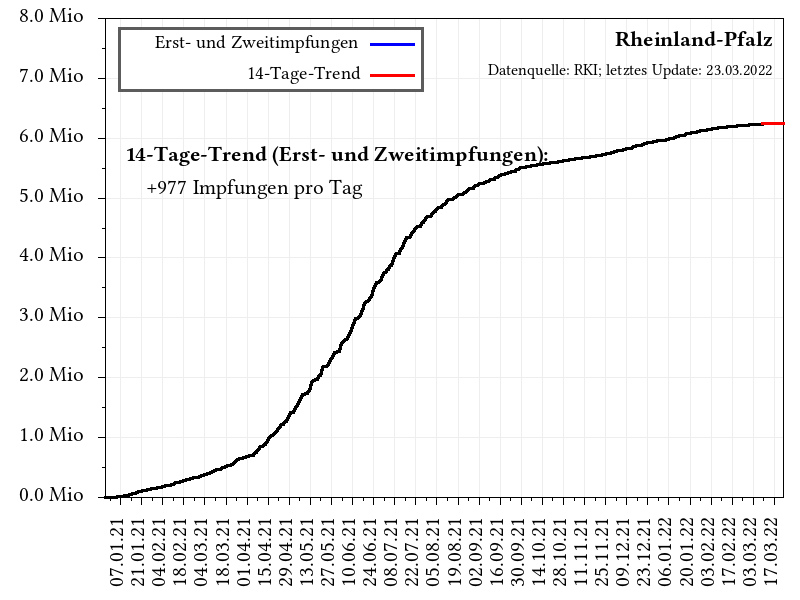 8.0 Mio
7.0 Mio
6.0 Mio
5.0 Mio
4.0 Mio
3.0 Mio
2.0 Mio
1.0 Mio
0.0 Mio
Erst- und Zweitimpfungen
14-Tage-Trend
Rheinland-Pfalz
Datenquelle: RKI; letztes Update: 23.03.2022
14-Tage-Trend (Erst- und Zweitimpfungen):
+977 Impfungen pro Tag
07.01.21
21.01.21
04.02.21
18.02.21
04.03.21
18.03.21
01.04.21
15.04.21
29.04.21
13.05.21
27.05.21
10.06.21
24.06.21
08.07.21
22.07.21
05.08.21
19.08.21
02.09.21
16.09.21
30.09.21
14.10.21
28.10.21
11.11.21
25.11.21
09.12.21
23.12.21
06.01.22
20.01.22
03.02.22
17.02.22
03.03.22
17.03.22